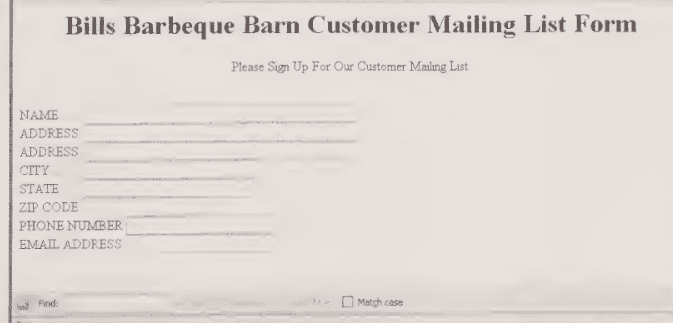 Bills Barbeque Barn Customer Mailing List Form
Please Sign Up For Our Customer Mailing List
NAME
ADDRESS
ADDRESS
CITY
STATE
ZIP CODE
PHONE NUMBER
EMAIL ADDRESS
Find: Match case